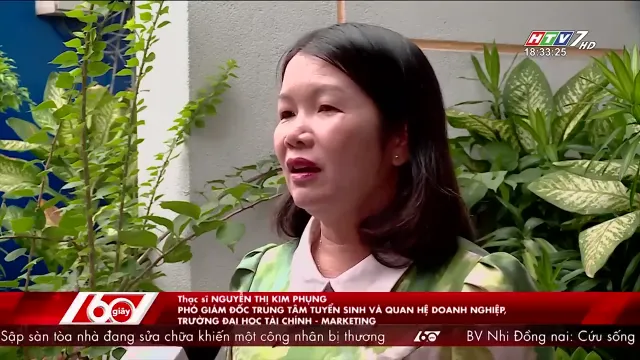 HTV7 HD
18:33:25
Thạc sĩ NGUYỄN THỊ KIM PHỤNG
PHÓ GIÁM ĐỐC TRUNG TÂM TUYỂN SINH VÀ QUAN HỆ DOANH NGHIỆP,
TRƯỜNG ĐẠI HỌC TÀI CHÍNH - MARKETING
60 giây
Sập sàn tòa nhà đang sửa chữa khiến một công nhân bị thương 60 BV Nhi Đồng nai: Cứu sống